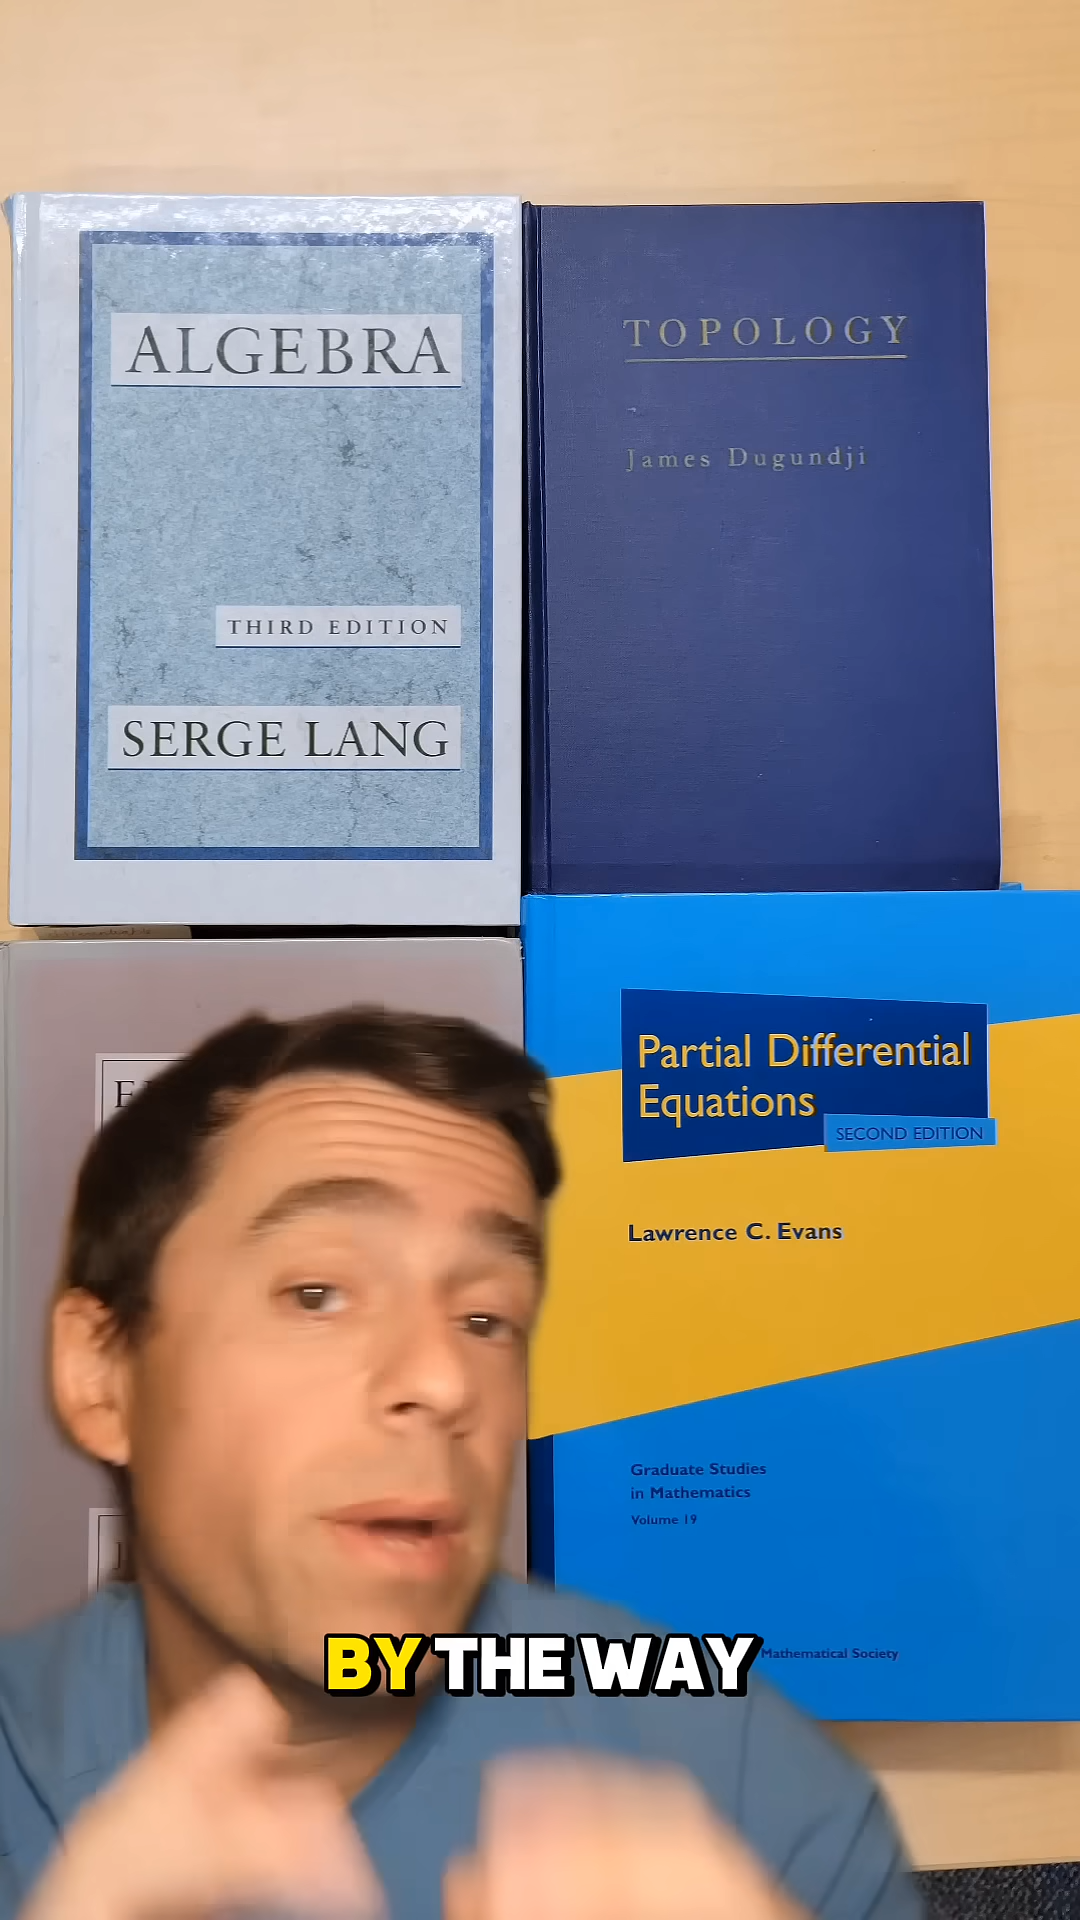 ALGEBRA
THIRD EDITION
SERGE LANG
TOPOLOGY
James Dugundji
Partial Differential
Equations
SECOND EDITION
Lawrence C. Evans
Graduate Studies
in Mathematics
Volume 19
Mathematical Society
BY THE WAY